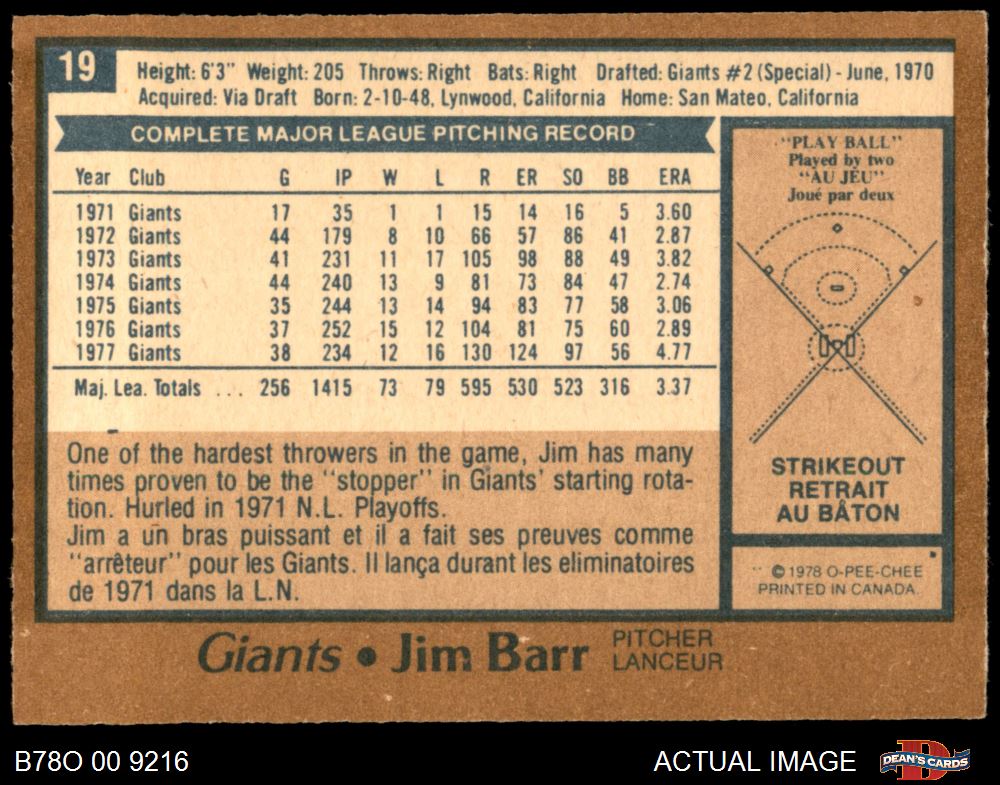 19
Height: 6'3" Weight: 205 Throws: Right Bats: Right Drafted: Giants #2 (Special) - June, 1970
Acquired: Via Draft Born: 2-10-48, Lynwood, California Home: San Mateo, California
COMPLETE MAJOR LEAGUE PITCHING RECORD
Year Club G IP W L R ER SO BB ERA
1971 Giants 17 35 1 1 15 14 16 5 3.60
1972 Giants 44 179 8 10 66 57 86 41 2.87
1973 Giants 41 231 11 17 105 98 88 49 3.82
1974 Giants 44 240 13 9 81 73 84 47 2.74
1975 Giants 35 244 13 14 94 83 77 58 3.06
1976 Giants 37 252 15 12 104 81 75 60 2.89
1977 Giants 38 234 12 16 130 124 97 56 4.77
Maj. Lea. Totals ... 256 1415 73 79 595 530 523 316 3.37
One of the hardest throwers in the game, Jim has many
times proven to be the "stopper" in Giants' starting rota-
tion. Hurled in 1971 N.L. Playoffs.
Jim a un bras puissant et il a fait ses preuves comme
"arrêteur" pour les Giants. Il lança durant les eliminatoires
de 1971 dans la L.N.
"PLAY BALL"
Played by two
"AU JEU"
Joué par deux
STRIKEOUT
RETRAIT
AU BÂTON
© 1978 O-PEE-CHEE
PRINTED IN CANADA.
Giants • Jim Barr PITCHER
LANCEUR
B78O 00 9216 ACTUAL IMAGE DEAN'S CARDS